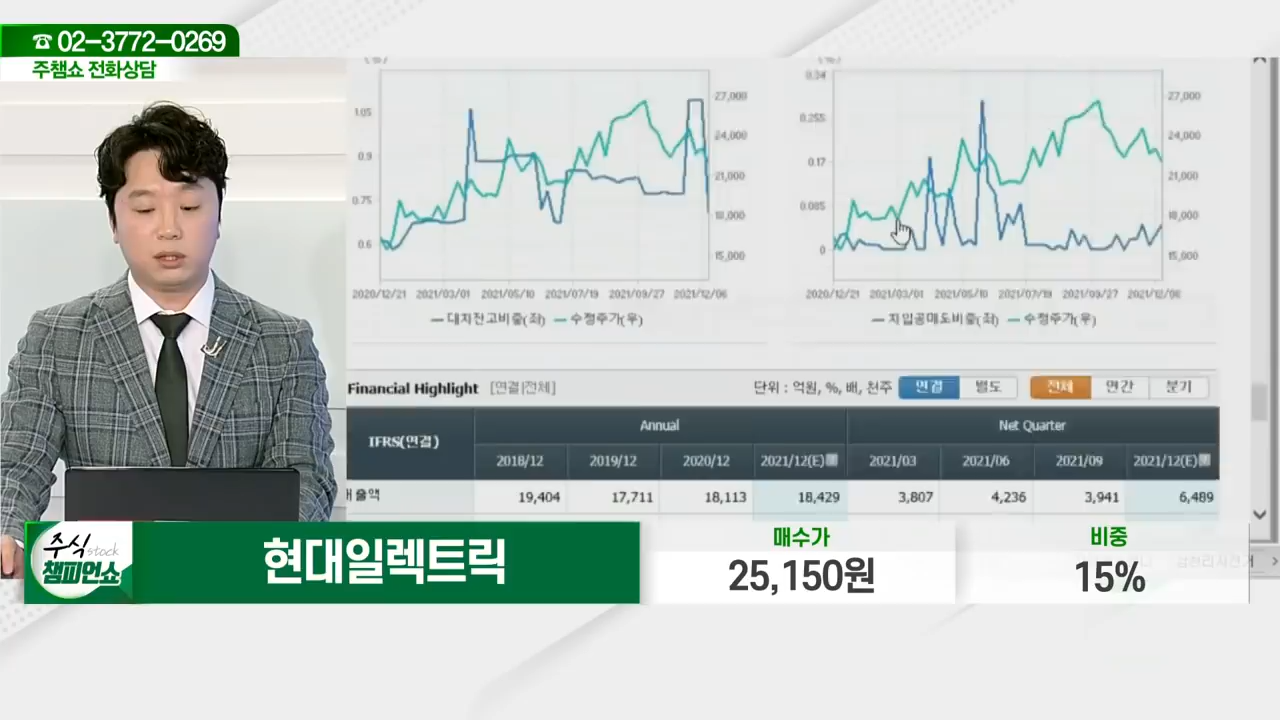 ☎ 02-3772-0269
주챔쇼 전화상담
1.05
0.9
0.75
0.6
27,000
24,000
21,000
18,000
15,000
2020/12/21 2021/03/01 2021/05/10 2021/07/19 2021/09/27 2021/12/06
대차잔고비중(좌) 수정주가(우)
0.34
0.255
0.17
0.085
0
27,000
24,000
21,000
18,000
15,000
2020/12/21 2021/03/01 2021/05/10 2021/07/19 2021/09/27 2021/12/06
차입공매도비중(좌) 수정주가(우)
Financial Highlight [연결|전체]
단위 : 억원, %, 배, 천주 연결 별도 전체 연간 분기
IFRS(연결) Annual Net Quarter
2018/12 2019/12 2020/12 2021/12(E) 2021/03 2021/06 2021/09 2021/12(E)
출액 19,404 17,711 18,113 18,429 3,807 4,236 3,941 6,489
주식 stock
챔피언쇼
현대일렉트릭
매수가
25,150원
비중
15%